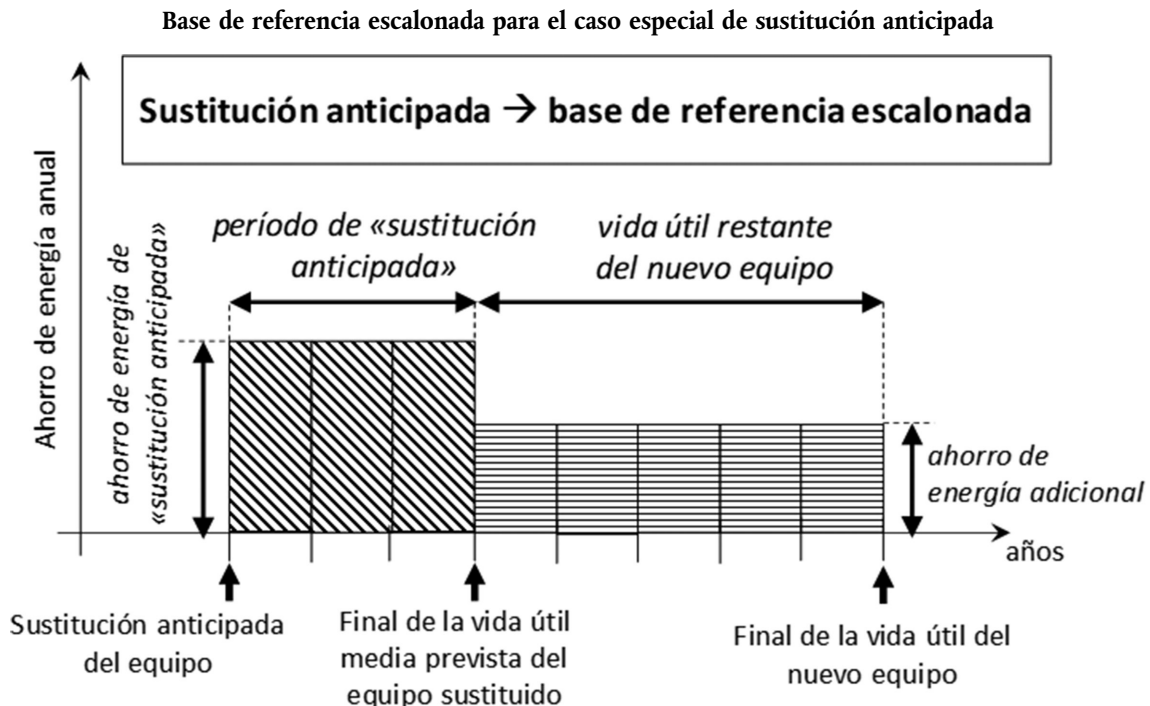 Base de referencia escalonada para el caso especial de sustitución anticipada
Sustitución anticipada → base de referencia escalonada
Ahorro de energía anual
ahorro de energía de
«sustitución anticipada»
período de «sustitución
anticipada»
vida útil restante
del nuevo equipo
ahorro de
energía adicional
años
Sustitución anticipada
del equipo
Final de la vida útil
media prevista del
equipo sustituido
Final de la vida útil del
nuevo equipo